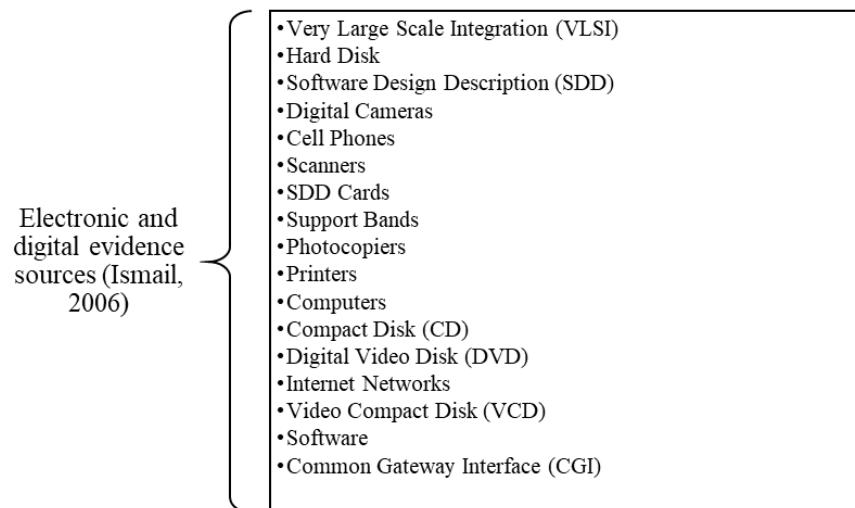 Electronic and
digital evidence
sources (Ismail,
2006)
•Very Large Scale Integration (VLSI)
•Hard Disk
•Software Design Description (SDD)
•Digital Cameras
•Cell Phones
•Scanners
•SDD Cards
•Support Bands
•Photocopiers
•Printers
•Computers
•Compact Disk (CD)
•Digital Video Disk (DVD)
•Internet Networks
•Video Compact Disk (VCD)
•Software
•Common Gateway Interface (CGI)